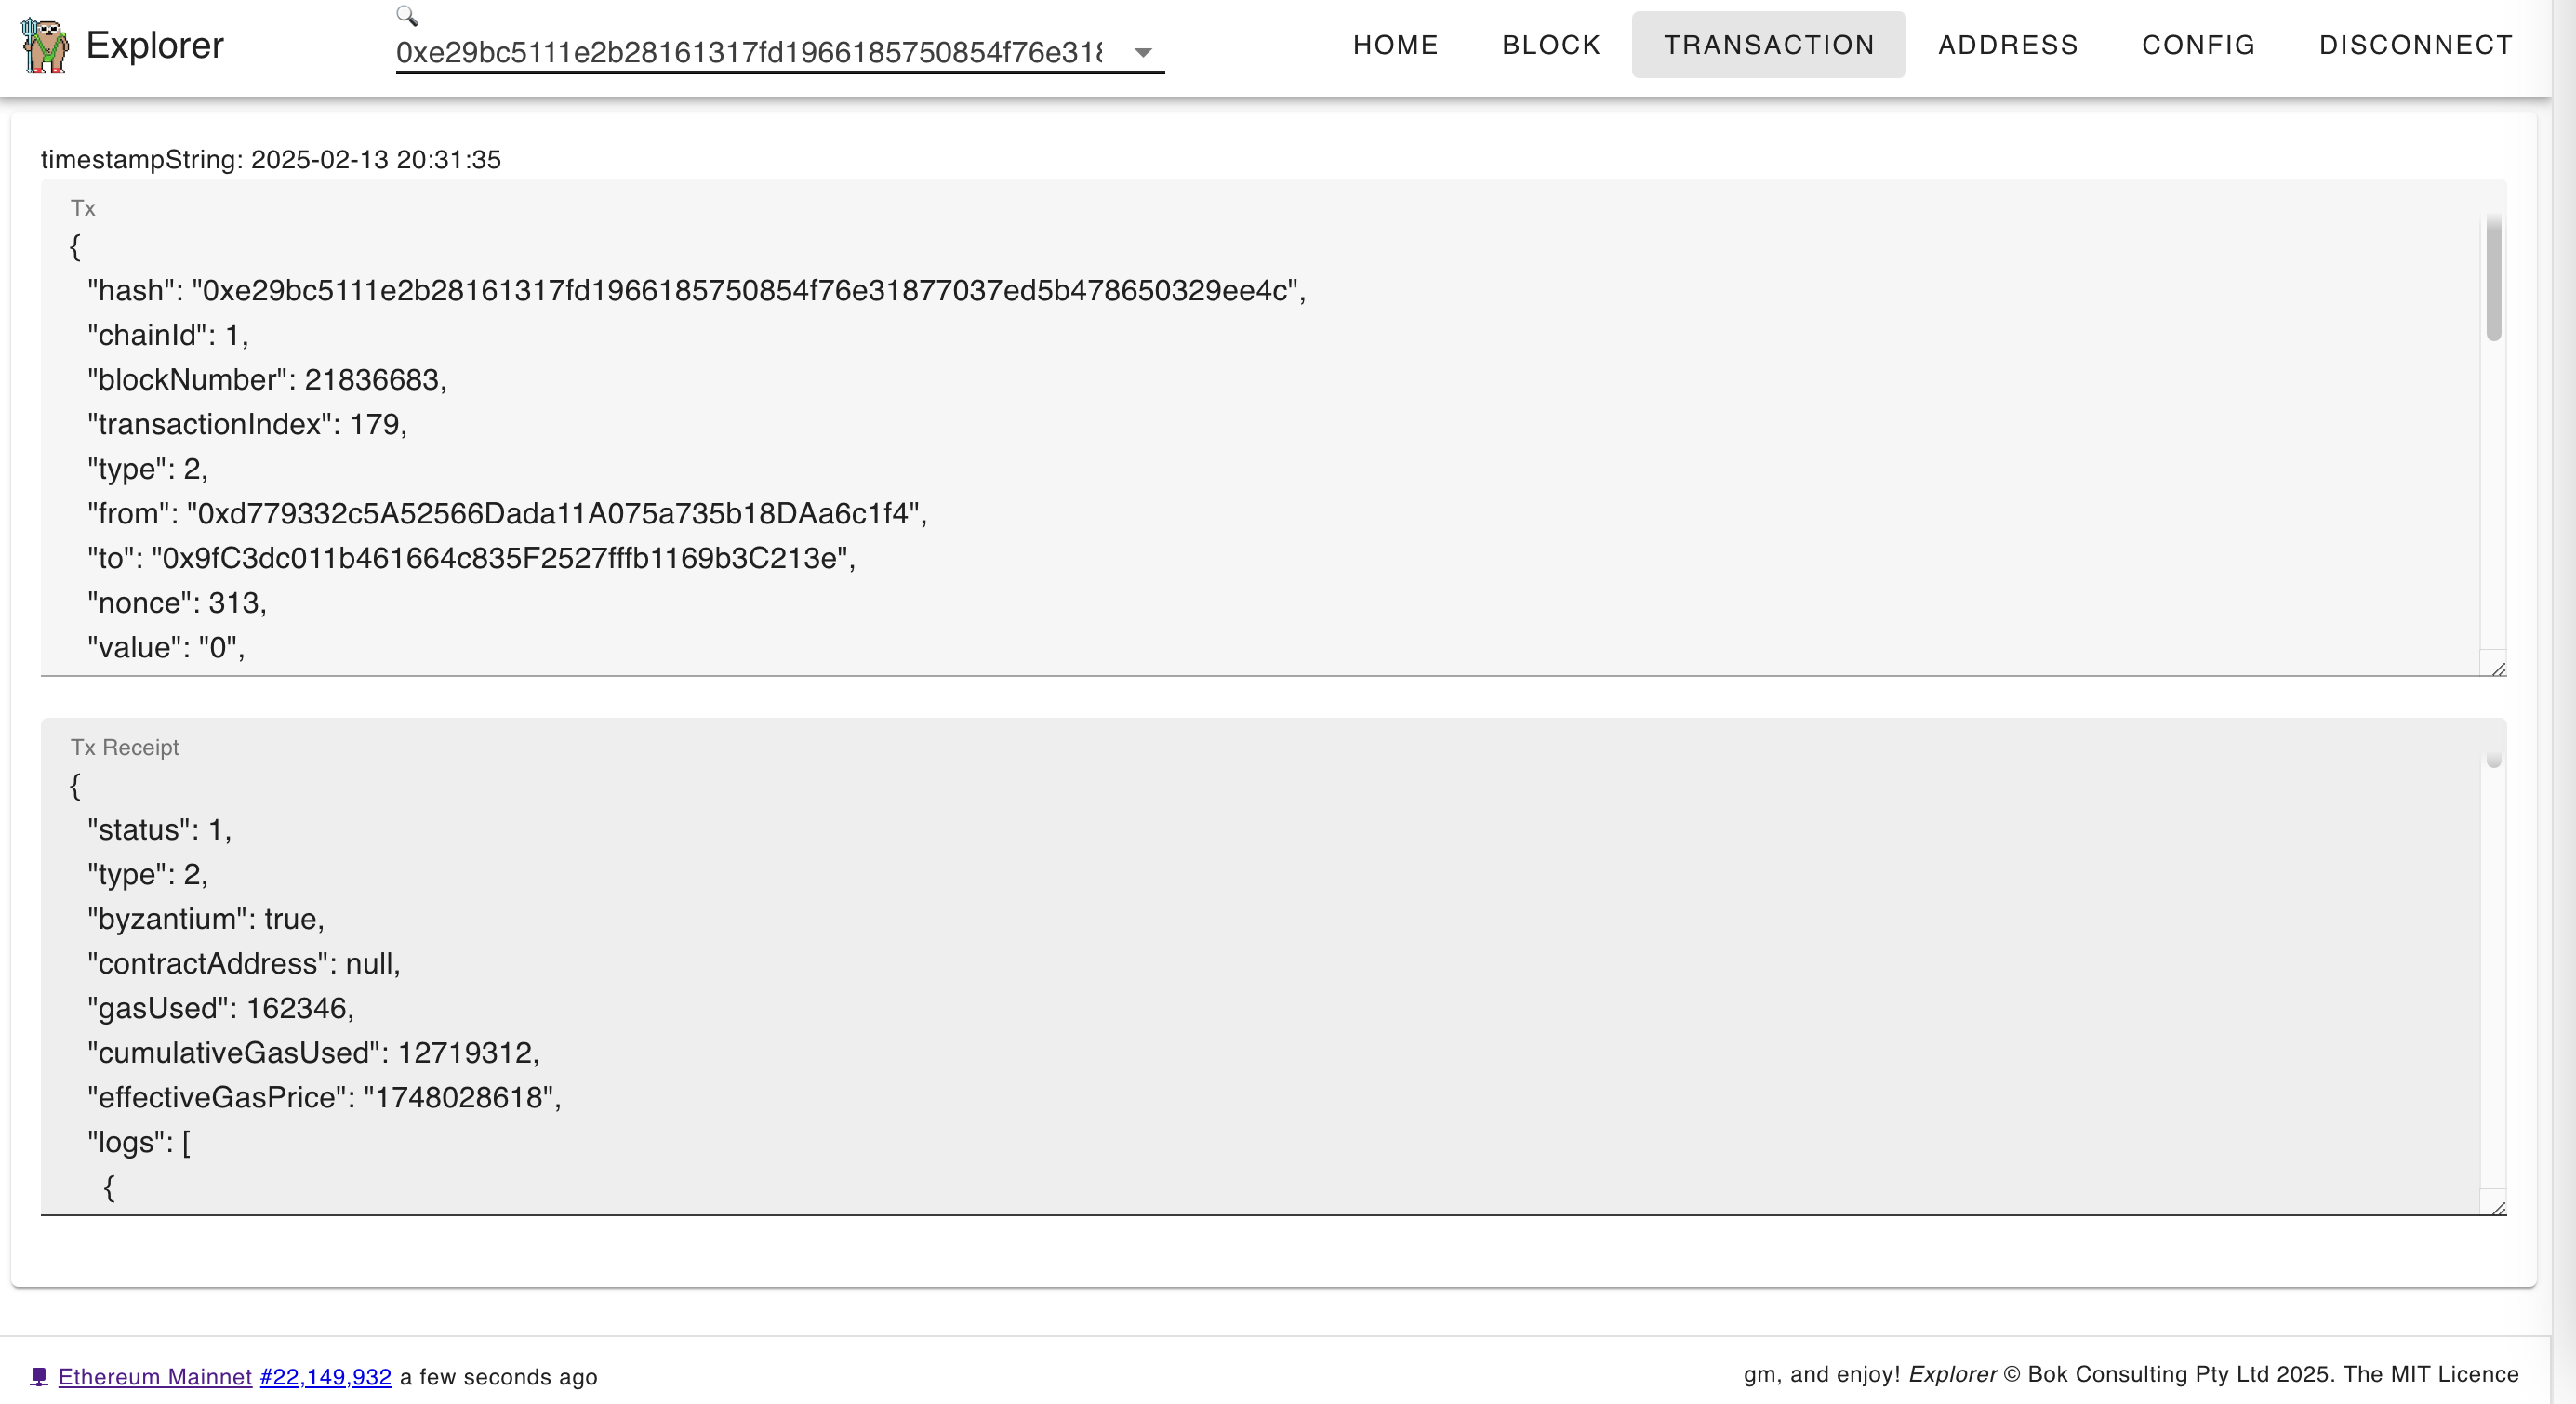 Explorer
0xe29bc5111e2b28161317fd1966185750854f76e318
HOME
BLOCK
TRANSACTION
ADDRESS
CONFIG
DISCONNECT
timestampString: 2025-02-13 20:31:35
Tx
{
"hash": "0xe29bc5111e2b28161317fd1966185750854f76e31877037ed5b478650329ee4c",
"chainId": 1,
"blockNumber": 21836683,
"transactionIndex": 179,
"type": 2,
"from": "0xd779332c5A52566Dada11A075a735b18DAa6c1f4",
"to": "0x9fC3dc011b461664c835F2527fffb1169b3C213e",
"nonce": 313,
"value": "0",
Tx Receipt
{
"status": 1,
"type": 2,
"byzantium": true,
"contractAddress": null,
"gasUsed": 162346,
"cumulativeGasUsed": 12719312,
"effectiveGasPrice": "1748028618",
"logs": [
{
Ethereum Mainnet #22,149,932 a few seconds ago
gm, and enjoy! Explorer © Bok Consulting Pty Ltd 2025. The MIT Licence